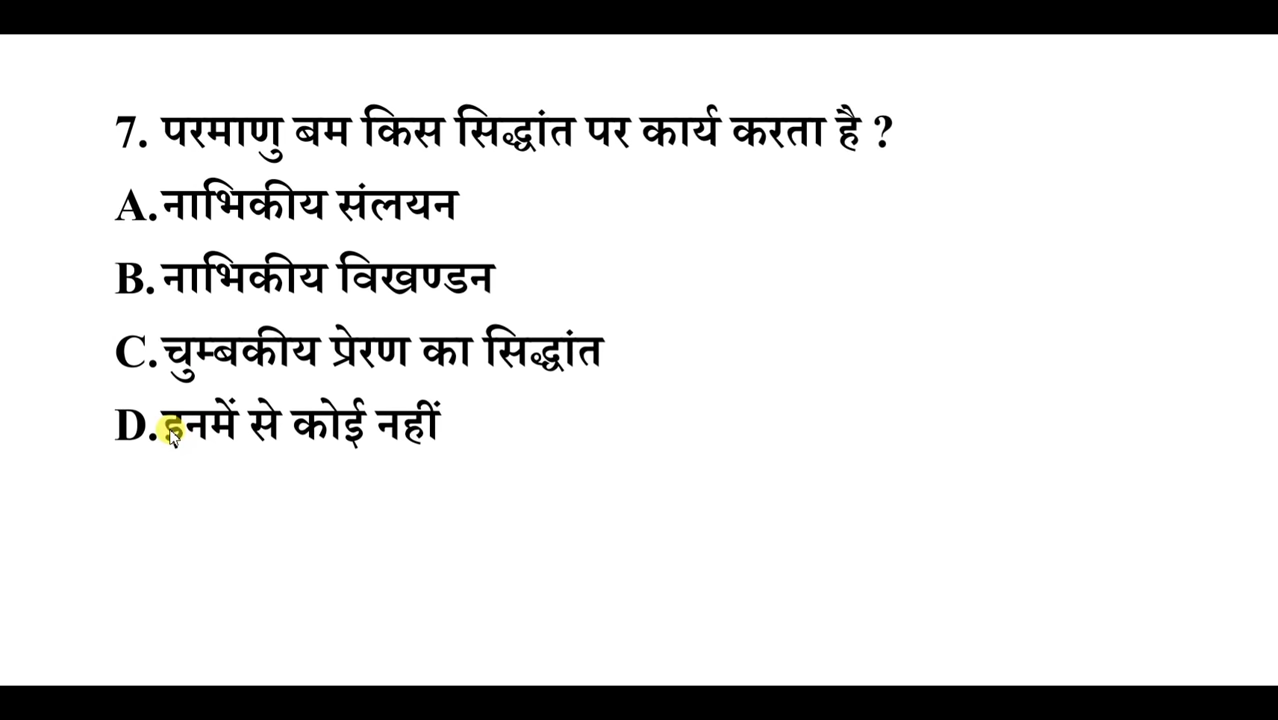 7. परमाणु बम किस सिद्धांत पर कार्य करता है ?
A.नाभिकीय संलयन
B.नाभिकीय विखण्डन
C.चुम्बकीय प्रेरण का सिद्धांत
D.इनमें से कोई नहीं